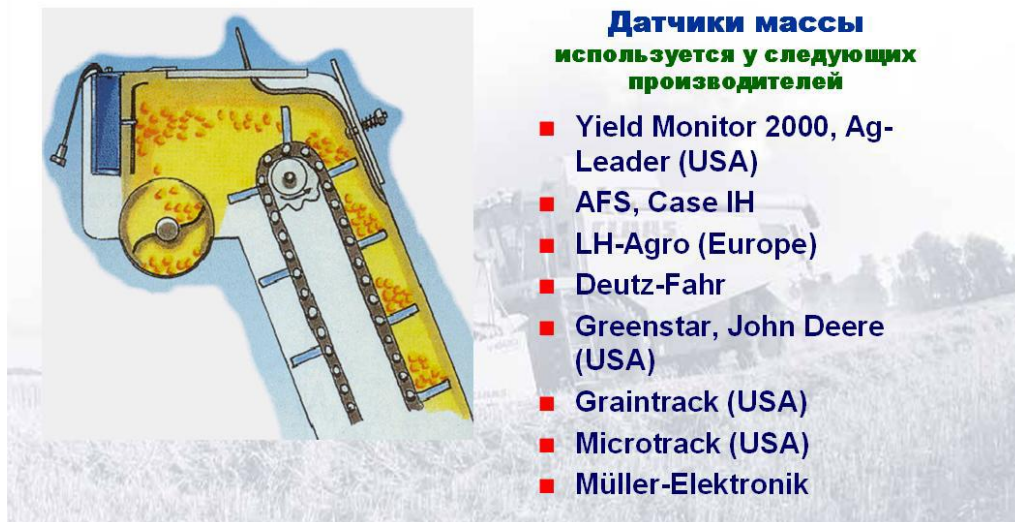 Датчики массы
используется у следующих
производителей
Yield Monitor 2000, Ag-
Leader (USA)
AFS, Case IH
LH-Agro (Europe)
Deutz-Fahr
Greenstar, John Deere
(USA)
Graintrack (USA)
Microtrack (USA)
Müller-Elektronik
CLAAS